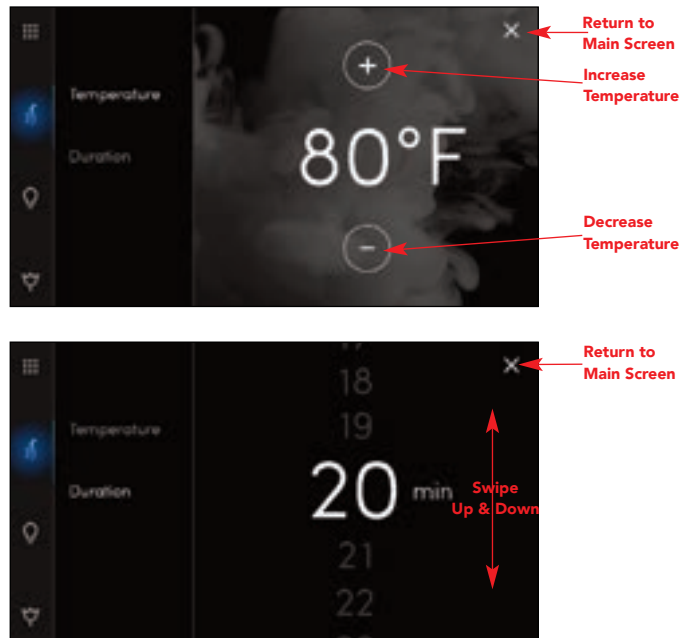 Return to
Main Screen
+
Increase
Temperature
Temperature
80°F
Duration
-
Decrease
Temperature
Return to
Main Screen
18
Temperature
19
20 min
Duration
Swipe
Up & Down
21
22